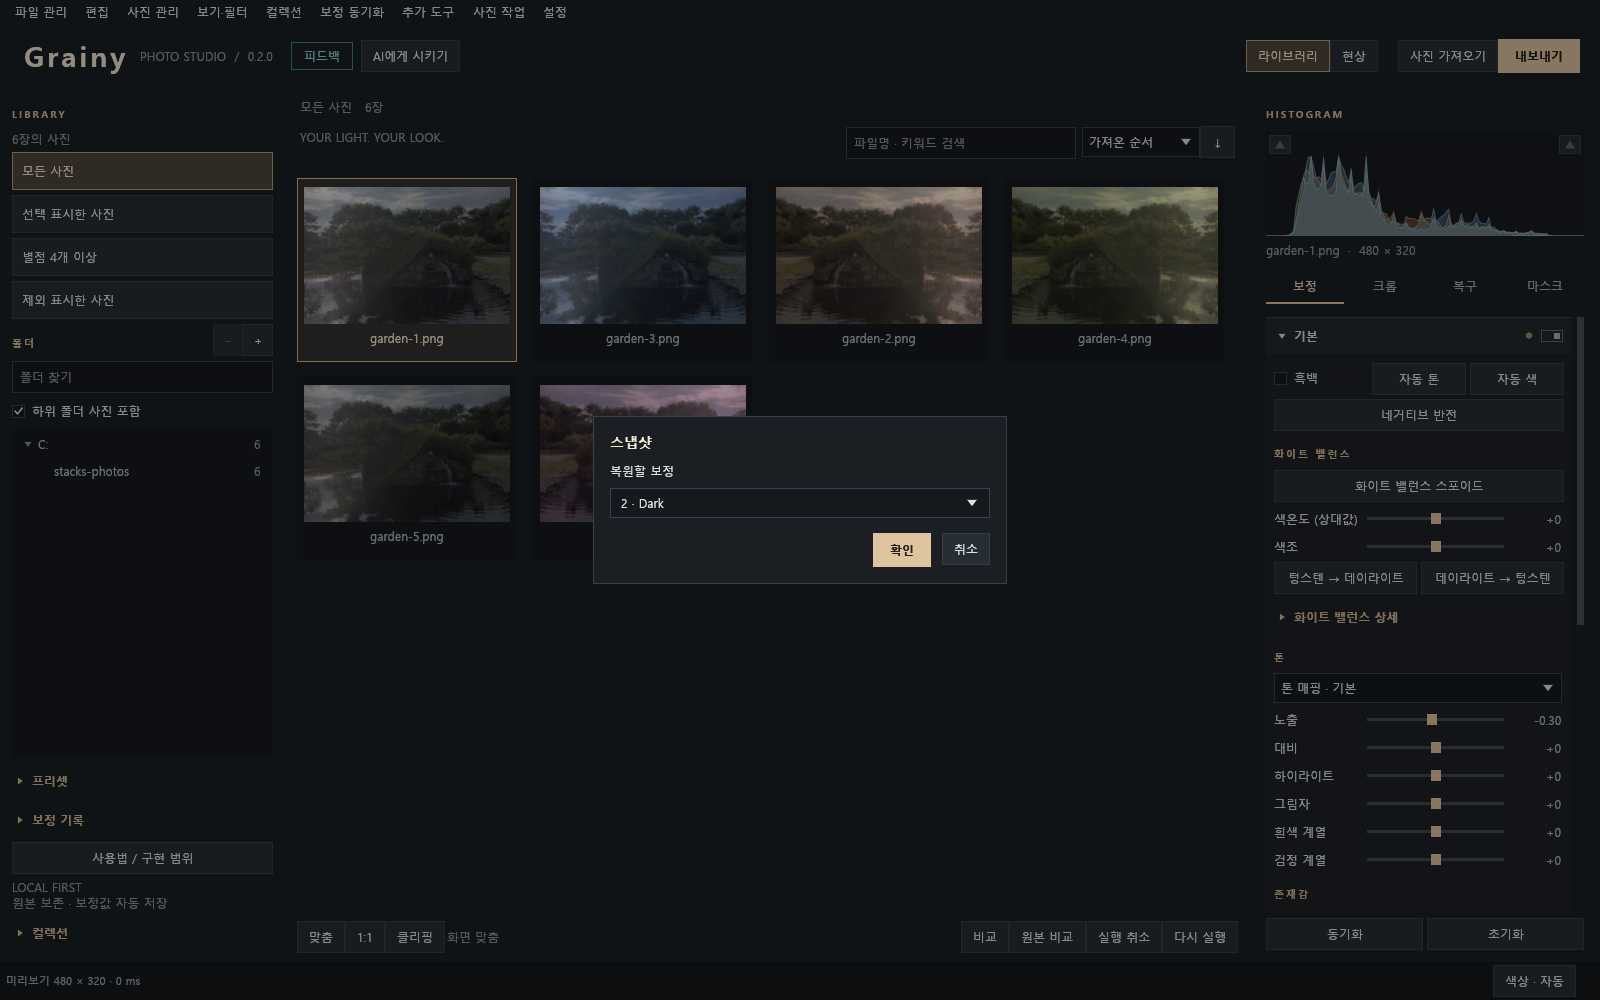 파일 관리 편집 사진 관리 보기·필터 컬렉션 보정 동기화 추가 도구 사진 작업 설정
Grainy PHOTO STUDIO / 0.2.0 피드백 AI에게 시키기 라이브러리 현상 사진 가져오기 내보내기
LIBRARY
6장의 사진
모든 사진
선택 표시한 사진
별점 4개 이상
제외 표시한 사진
폴더 − +
폴더 찾기
하위 폴더 사진 포함
C: 6
stacks-photos 6
프리셋
보정 기록
사용법 / 구현 범위
LOCAL FIRST
원본 보존 · 보정값 자동 저장
컬렉션
모든 사진 6장
YOUR LIGHT. YOUR LOOK.
파일명 · 키워드 검색 가져온 순서 ↓
garden-1.png garden-3.png garden-2.png garden-4.png
garden-5.png
스냅샷
복원할 보정
2 · Dark
확인 취소
맞춤 1:1 클리핑 화면 맞춤 비교 원본 비교 실행 취소 다시 실행
HISTOGRAM
garden-1.png · 480 × 320
보정 크롭 복구 마스크
기본
흑백 자동 톤 자동 색
네거티브 반전
화이트 밸런스
화이트 밸런스 스포이드
색온도 (상대값) +0
색조 +0
텅스텐 → 데이라이트 데이라이트 → 텅스텐
화이트 밸런스 상세
톤
톤 매핑 · 기본
노출 -0.30
대비 +0
하이라이트 +0
그림자 +0
흰색 계열 +0
검정 계열 +0
존재감
동기화 초기화
미리보기 480 × 320 · 0 ms 색상 · 자동